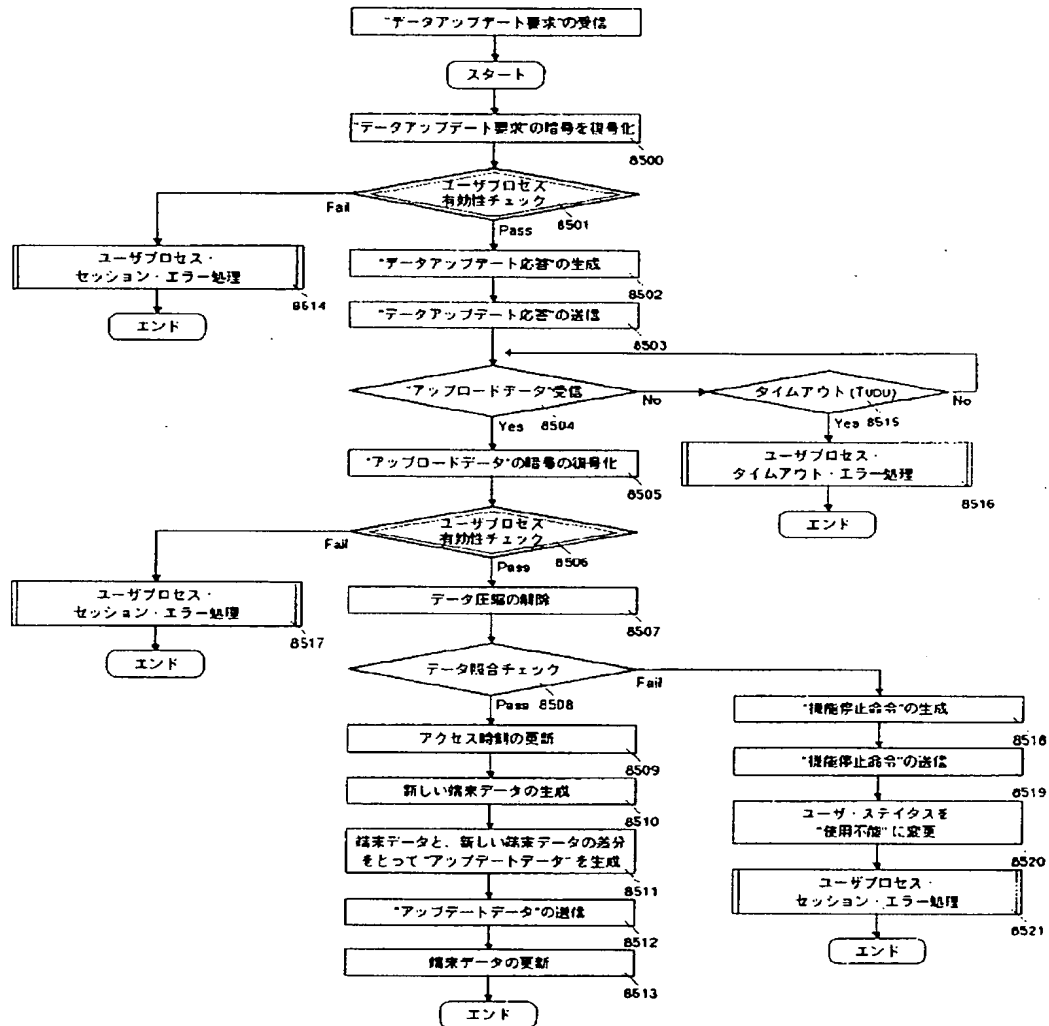 "データアップデート要求"の受信
スタート
"データアップデート要求"の暗号を復号化
8500
ユーザプロセス
有効性チェック
8501
Fail
Pass
ユーザプロセス・
セッション・エラー処理
8514
エンド
"データアップデート応答"の生成
8502
"データアップデート応答"の送信
8503
"アップロードデータ"受信
8504
No
Yes
タイムアウト(TUDU)
8515
No
Yes
ユーザプロセス・
タイムアウト・エラー処理
8516
エンド
"アップロードデータ"の暗号の復号化
8505
ユーザプロセス
有効性チェック
8506
Fail
Pass
ユーザプロセス・
セッション・エラー処理
8517
エンド
データ圧縮の解除
8507
データ照合チェック
8508
Fail
Pass
アクセス時刻の更新
8509
新しい端末データの生成
8510
端末データと、新しい端末データの差分
をとって"アップデートデータ"を生成
8511
"アップデートデータ"の送信
8512
端末データの更新
8513
エンド
"機能停止命令"の生成
8518
"機能停止命令"の送信
8519
ユーザ・ステイタスを
"使用不能"に変更
8520
ユーザプロセス・
セッション・エラー処理
8521
エンド